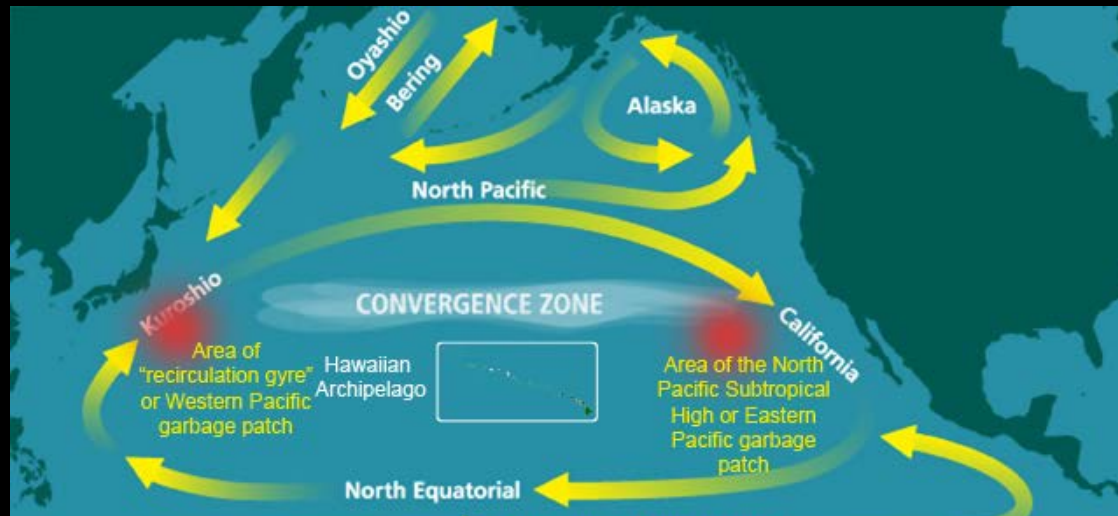 Oyashio
Bering
Alaska
North Pacific
Kuroshio
CONVERGENCE ZONE
California
Area of
“recirculation gyre”
or Western Pacific
garbage patch
Hawaiian
Archipelago
Area of the North
Pacific Subtropical
High or Eastern
Pacific garbage
patch
North Equatorial